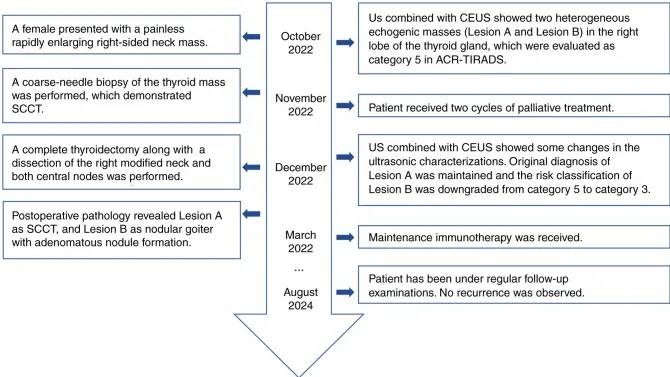 A female presented with a painless
rapidly enlarging right-sided neck mass.
October
2022
Us combined with CEUS showed two heterogeneous
echogenic masses (Lesion A and Lesion B) in the right
lobe of the thyroid gland, which were evaluated as
category 5 in ACR-TIRADS.
A coarse-needle biopsy of the thyroid mass
was performed, which demonstrated
SCCT.
November
2022
Patient received two cycles of palliative treatment.
A complete thyroidectomy along with a
dissection of the right modified neck and
both central nodes was performed.
December
2022
US combined with CEUS showed some changes in the
ultrasonic characterizations. Original diagnosis of
Lesion A was maintained and the risk classification of
Lesion B was downgraded from category 5 to category 3.
Postoperative pathology revealed Lesion A
as SCCT, and Lesion B as nodular goiter
with adenomatous nodule formation.
March
2022
Maintenance immunotherapy was received.
...
August
2024
Patient has been under regular follow-up
examinations. No recurrence was observed.